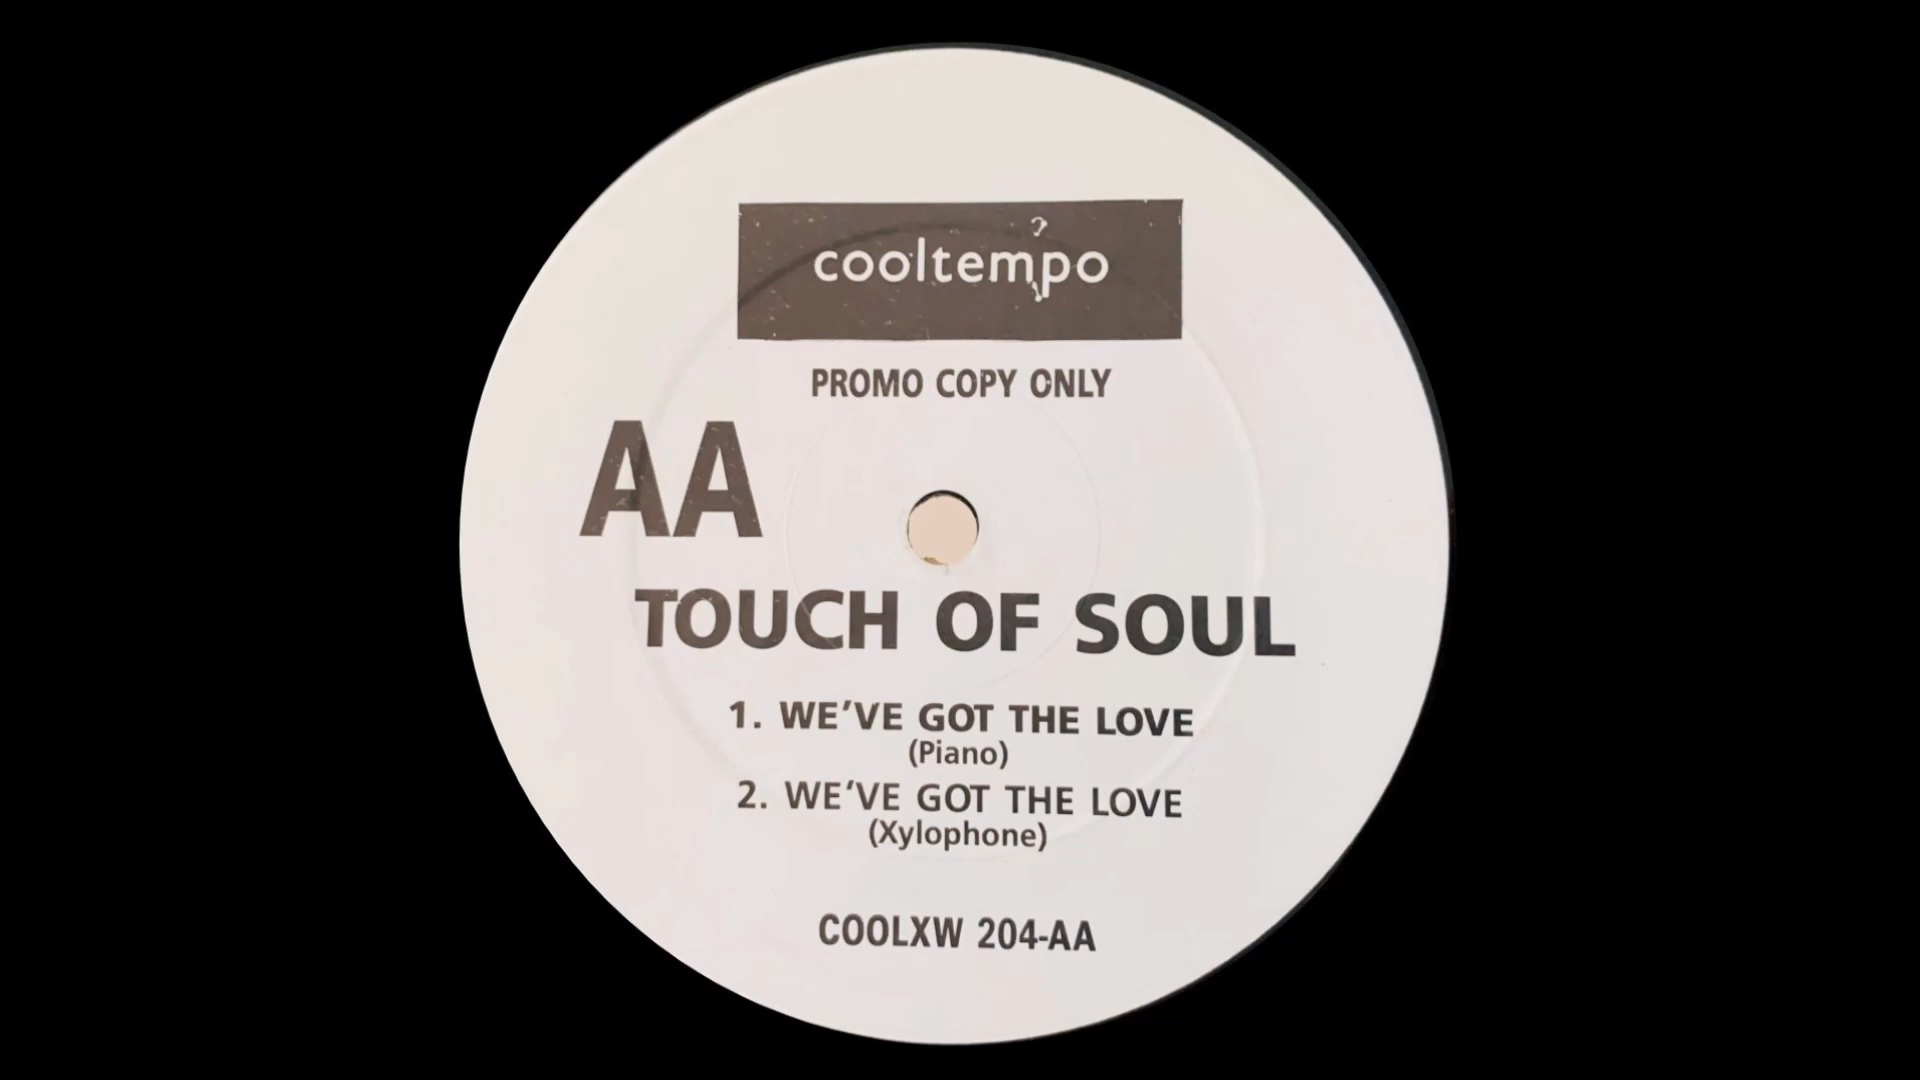 cooltempo
PROMO COPY ONLY
AA
TOUCH OF SOUL
1. WE'VE GOT THE LOVE
(Piano)
2. WE'VE GOT THE LOVE
(Xylophone)
COOLXW 204-AA